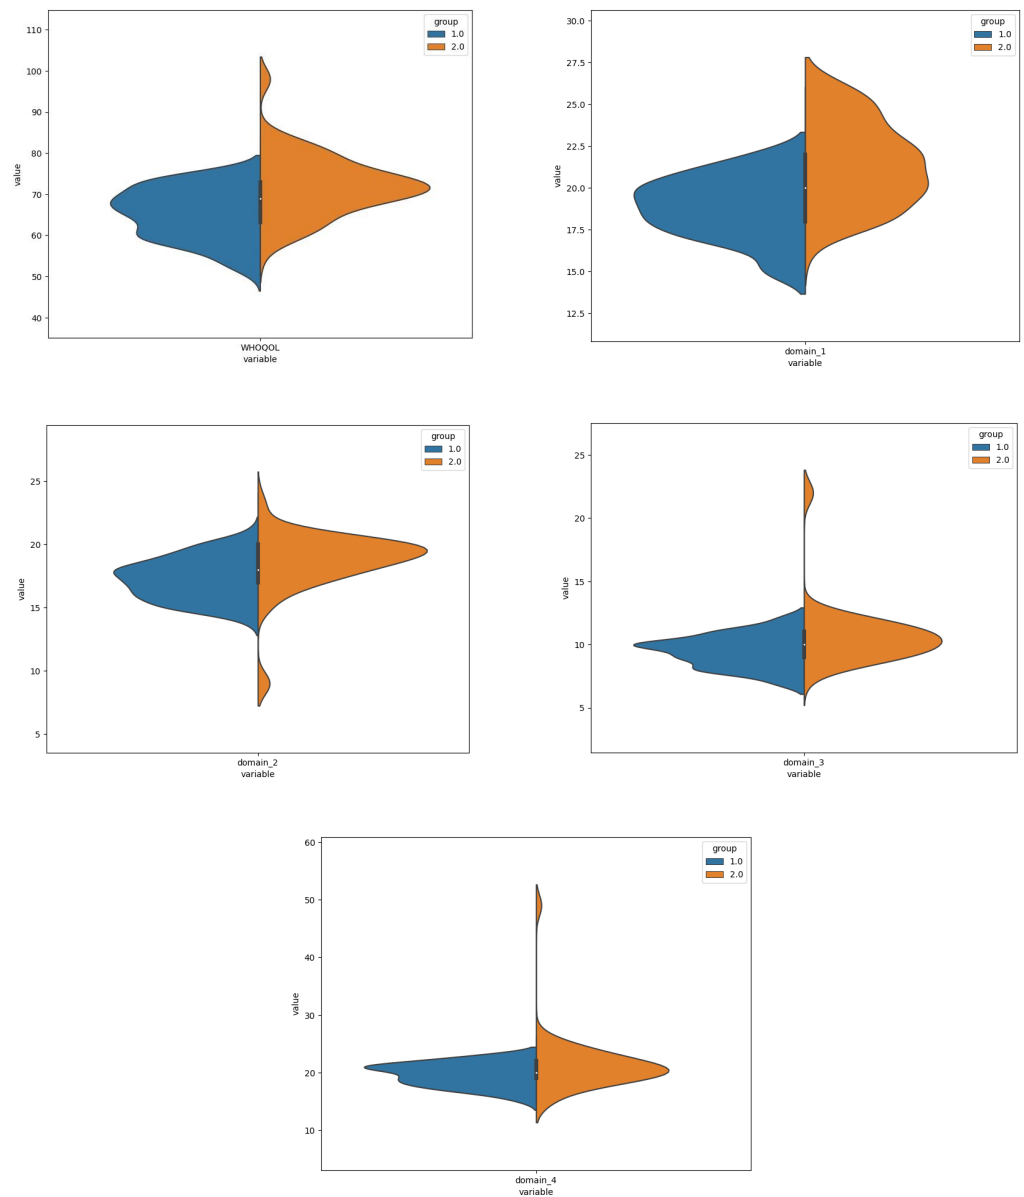 group
1.0
2.0
110
100
90
80
70
60
50
40
value
WHOQOL
variable
group
1.0
2.0
30.0
27.5
25.0
22.5
20.0
17.5
15.0
12.5
value
domain_1
variable
group
1.0
2.0
25
20
15
10
5
value
domain_2
variable
group
1.0
2.0
25
20
15
10
5
value
domain_3
variable
group
1.0
2.0
60
50
40
30
20
10
value
domain_4
variable